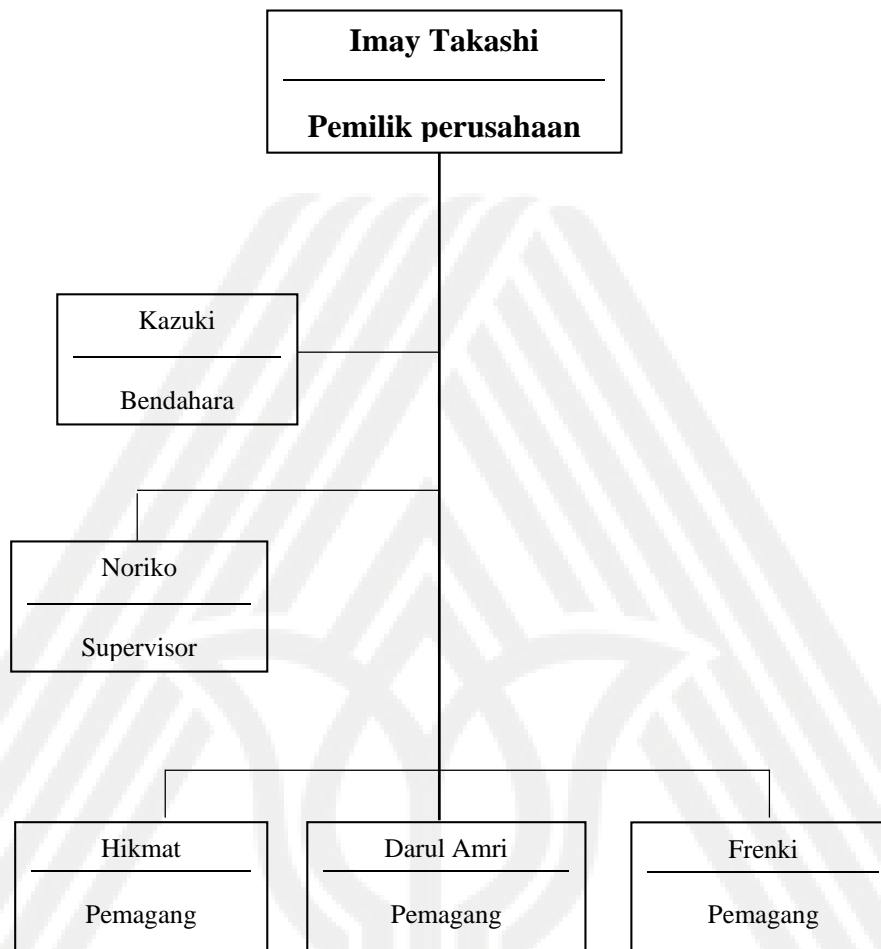 Imay Takashi
Pemilik perusahaan
Kazuki
Bendahara
Noriko
Supervisor
Hikmat
Pemagang
Darul Amri
Pemagang
Frenki
Pemagang